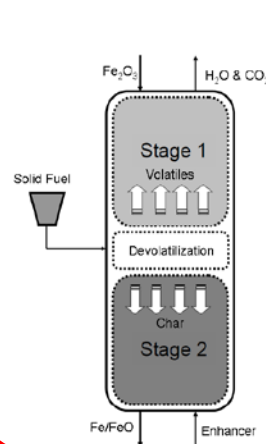 Fe₂O₃
H₂O & CO₂
Stage 1
Volatiles
Solid Fuel
Devolatilization
Char
Stage 2
Fe/FeO
Enhancer